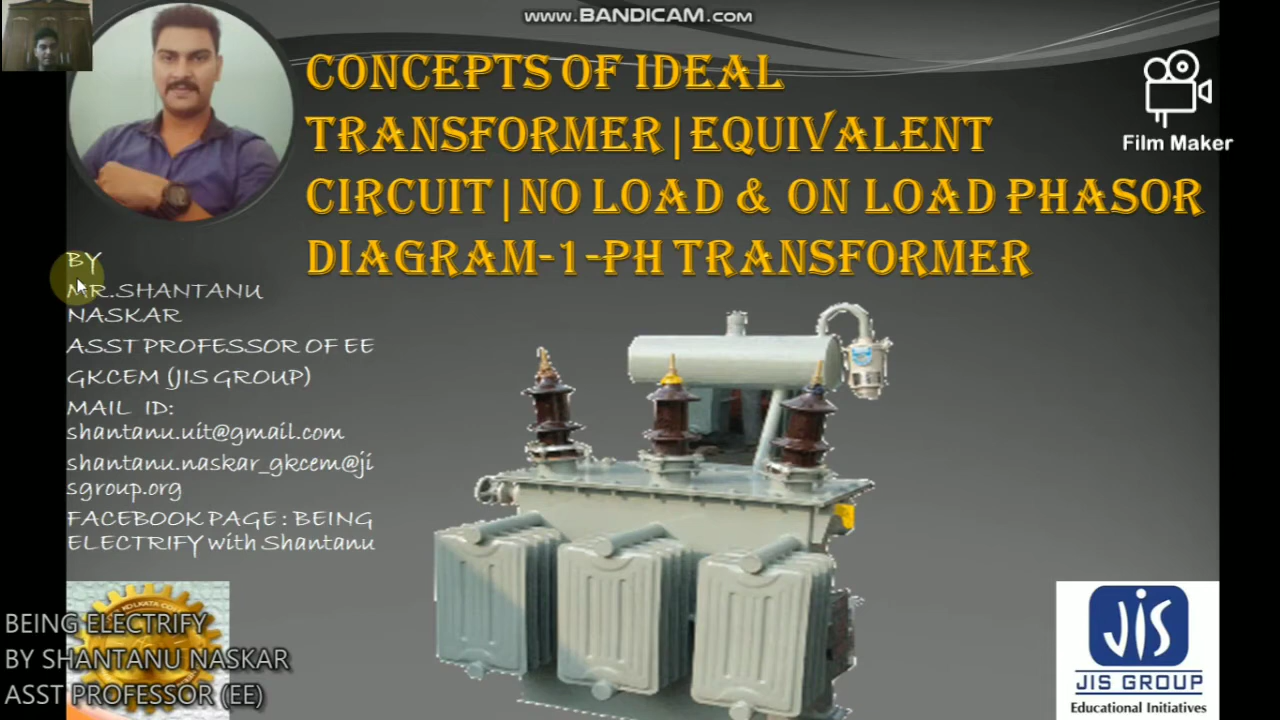 www.BANDICAM.com
CONCEPTS OF IDEAL
TRANSFORMER|EQUIVALENT
CIRCUIT|NO LOAD & ON LOAD PHASOR
DIAGRAM-1-PH TRANSFORMER
Film Maker
BY
MR.SHANTANU
NASKAR
ASST PROFESSOR OF EE
GKCEM (JIS GROUP)
MAIL ID:
shantanu.uit@gmail.com
shantanu.naskar_gkcem@ji
sgroup.org
FACEBOOK PAGE : BEING
ELECTRIFY with Shantanu
BEING ELECTRIFY
BY SHANTANU NASKAR
ASST PROFESSOR (EE)
JIS
JIS GROUP
Educational Initiatives